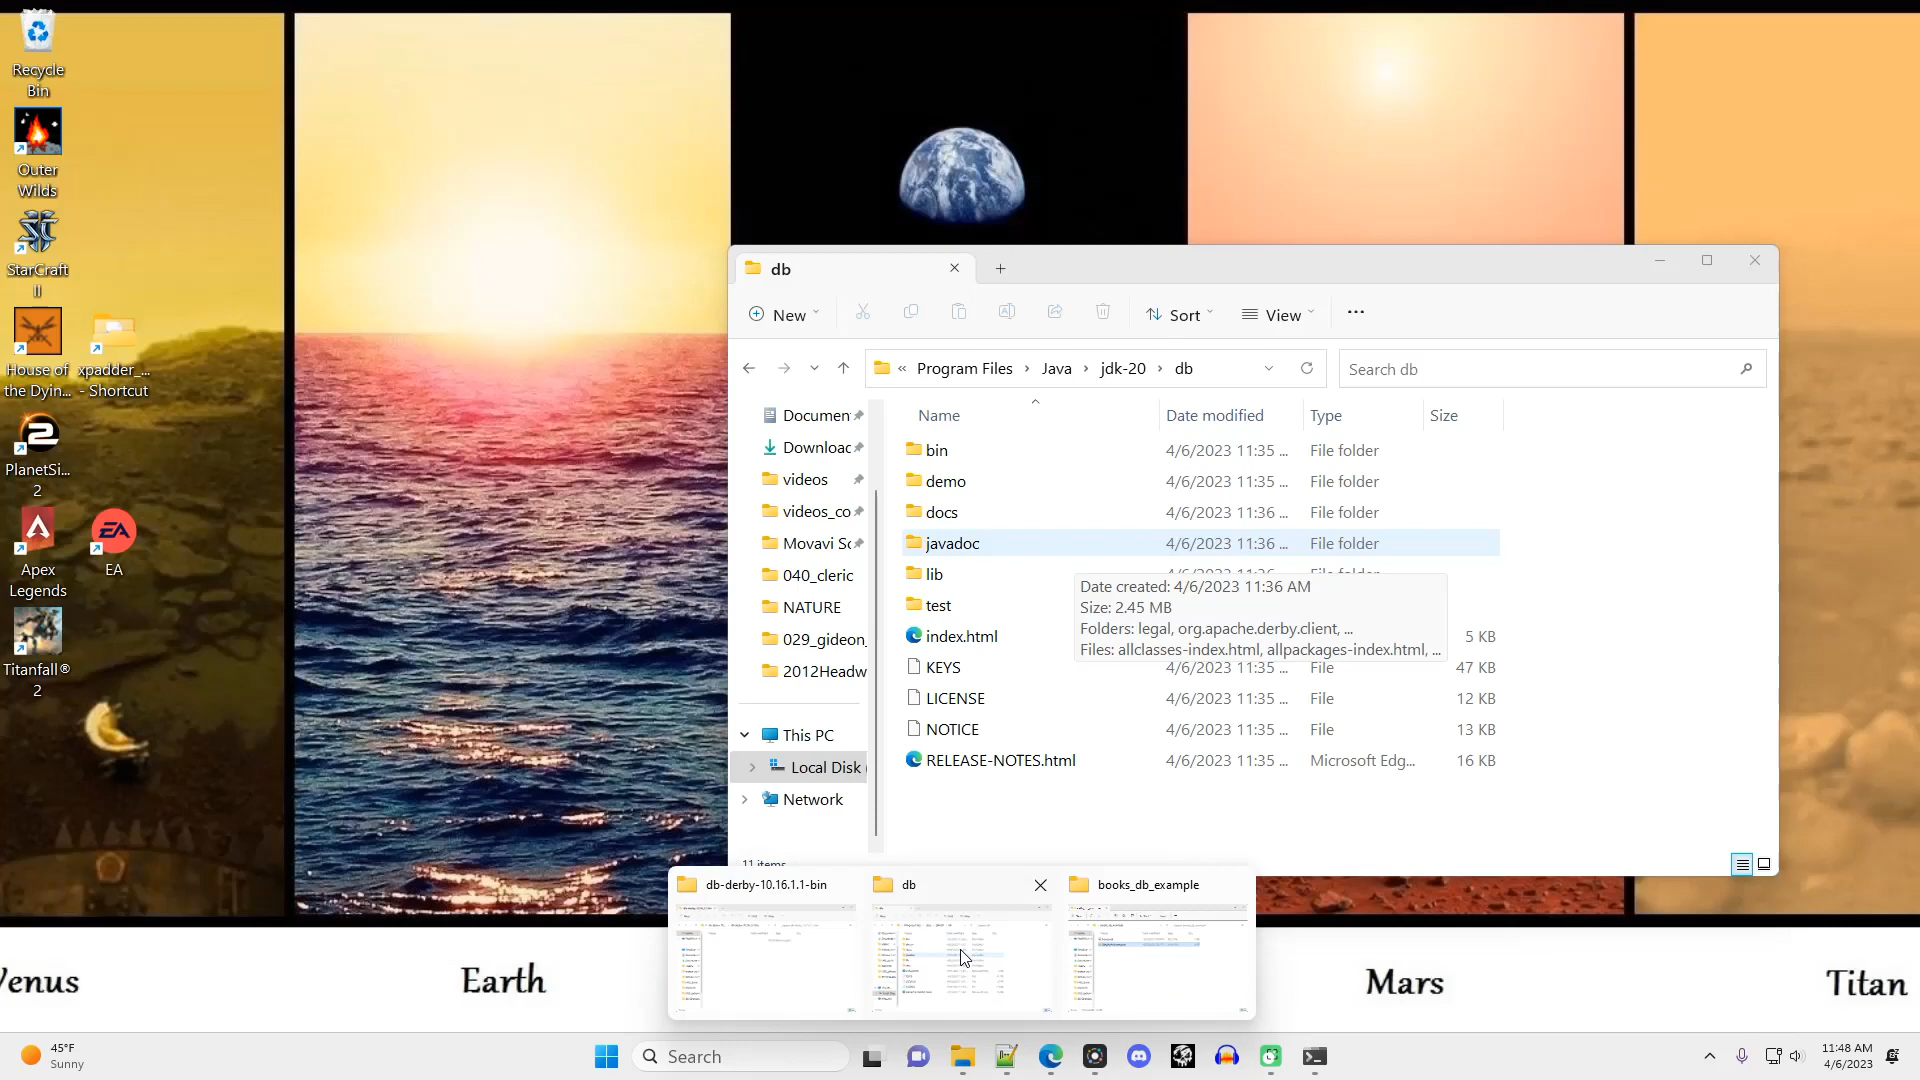 Recycle
Bin
Outer
Wilds
StarCraft
II
House of
the Dyin...
xpadder_...
- Shortcut
PlanetSi...
2
Apex
Legends
EA
Titanfall®
2
db
New
Sort
View
« Program Files › Java › jdk-20 › db
Search db
Name Date modified Type Size
Documen
Downloac
videos
videos_co
Movavi Sc
040_cleric
NATURE
029_gideon_
2012Headw
This PC
Local Disk (
Network
bin 4/6/2023 11:35 ... File folder
demo 4/6/2023 11:35 ... File folder
docs 4/6/2023 11:36 ... File folder
javadoc 4/6/2023 11:36 ... File folder
lib
test
index.html 5 KB
KEYS 4/6/2023 11:35 ... File 47 KB
LICENSE 4/6/2023 11:35 ... File 12 KB
NOTICE 4/6/2023 11:35 ... File 13 KB
RELEASE-NOTES.html 4/6/2023 11:35 ... Microsoft Edg... 16 KB
Date created: 4/6/2023 11:36 AM
Size: 2.45 MB
Folders: legal, org.apache.derby.client, ...
Files: allclasses-index.html, allpackages-index.html, ...
11 items
db-derby-10.16.1.1-bin
db
books_db_example
enus
Earth
Mars
Titan
45°F
Sunny
Search
11:48 AM
4/6/2023